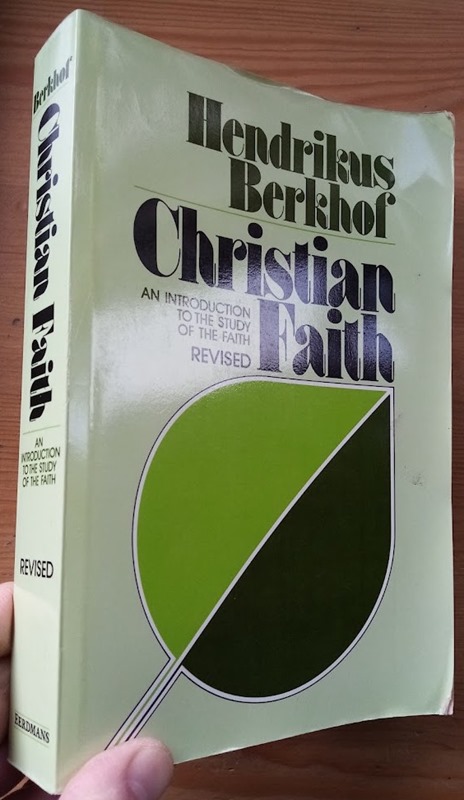 Berkhof
Christian Faith
AN
INTRODUCTION
TO THE STUDY
OF THE FAITH
REVISED
EERDMANS
Hendrikus
Berkhof
Christian
Faith
AN INTRODUCTION
TO THE STUDY
OF THE FAITH
REVISED